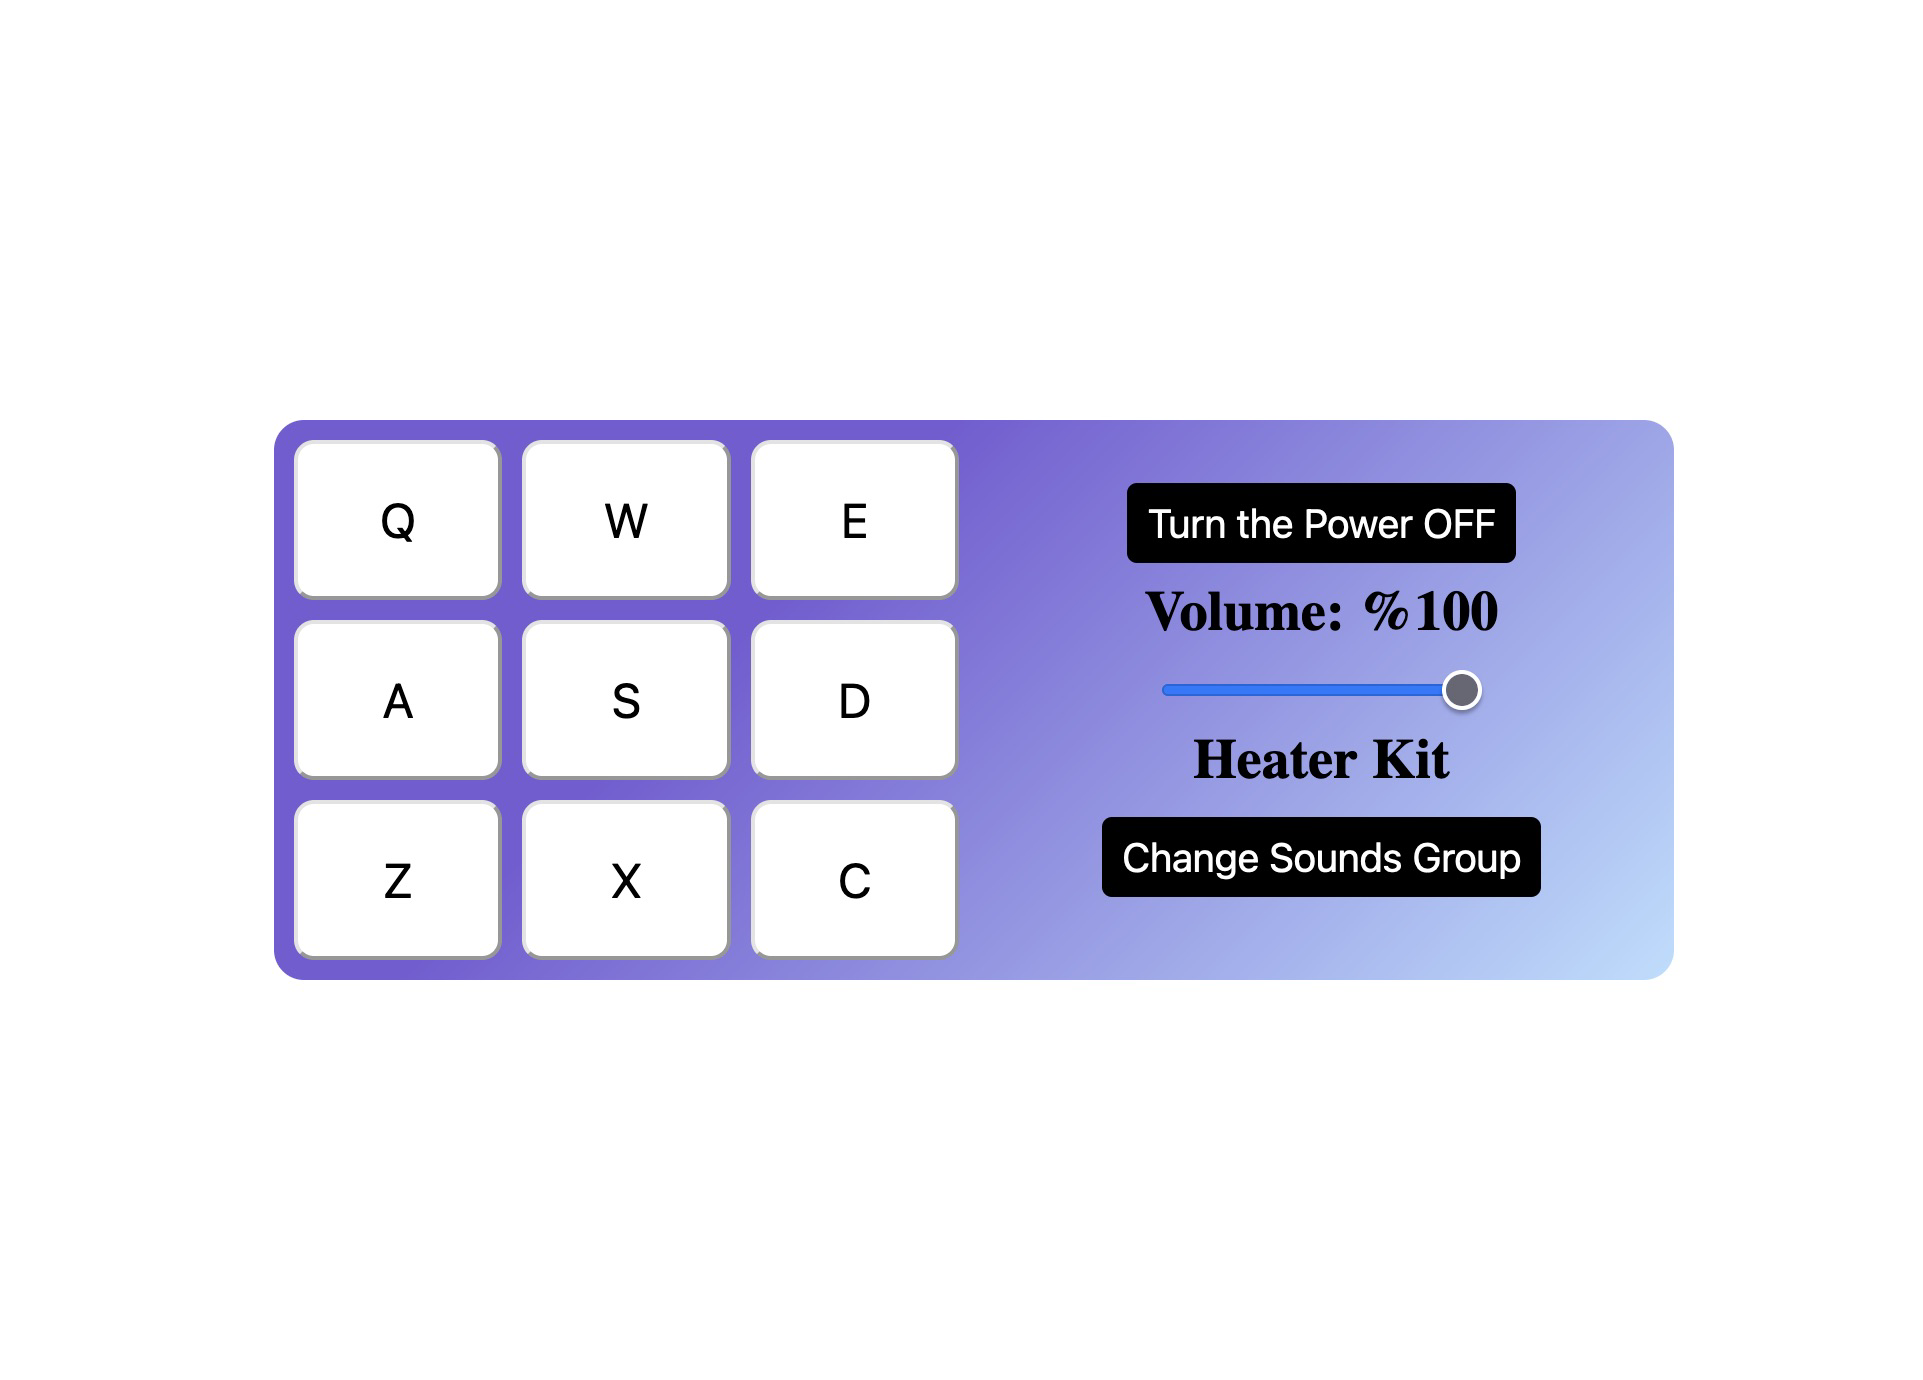 Q W E
A S D
Z X C
Turn the Power OFF
Volume: %100
Heater Kit
Change Sounds Group